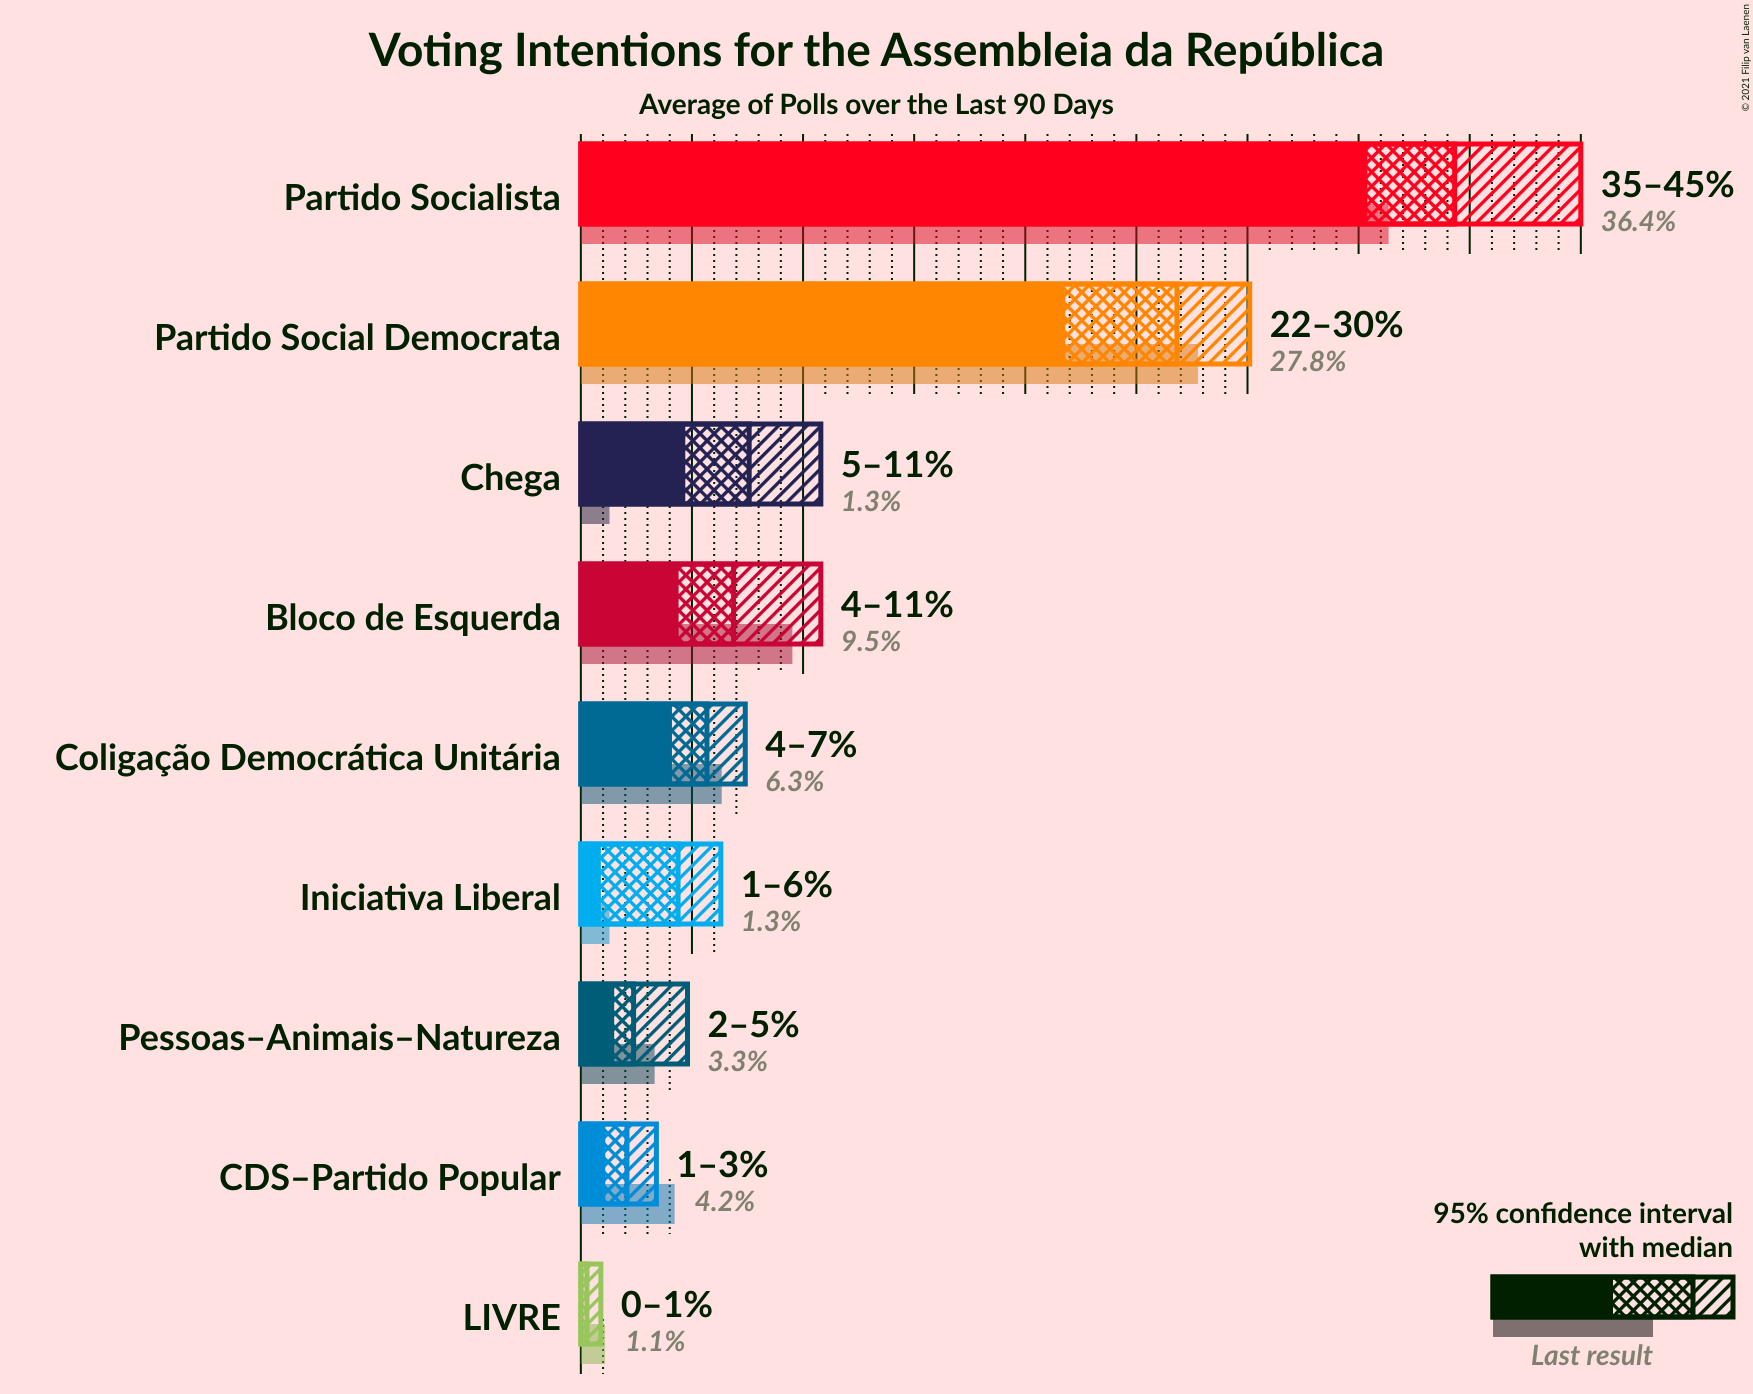 Voting Intentions for the Assembleia da República
Average of Polls over the Last 90 Days
© 2021 Filip van Laenen
Partido Socialista
35–45%
36.4%
Partido Social Democrata
22–30%
27.8%
Chega
5–11%
1.3%
Bloco de Esquerda
4–11%
9.5%
Coligação Democrática Unitária
4–7%
6.3%
Iniciativa Liberal
1–6%
1.3%
Pessoas–Animais–Natureza
2–5%
3.3%
CDS–Partido Popular
1–3%
4.2%
LIVRE
0–1%
1.1%
95% confidence interval
with median
Last result